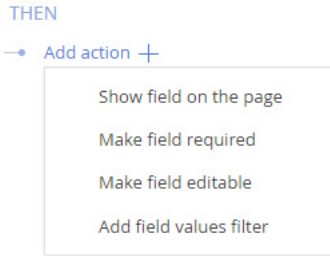 THEN
Add action +
Show field on the page
Make field required
Make field editable
Add field values filter